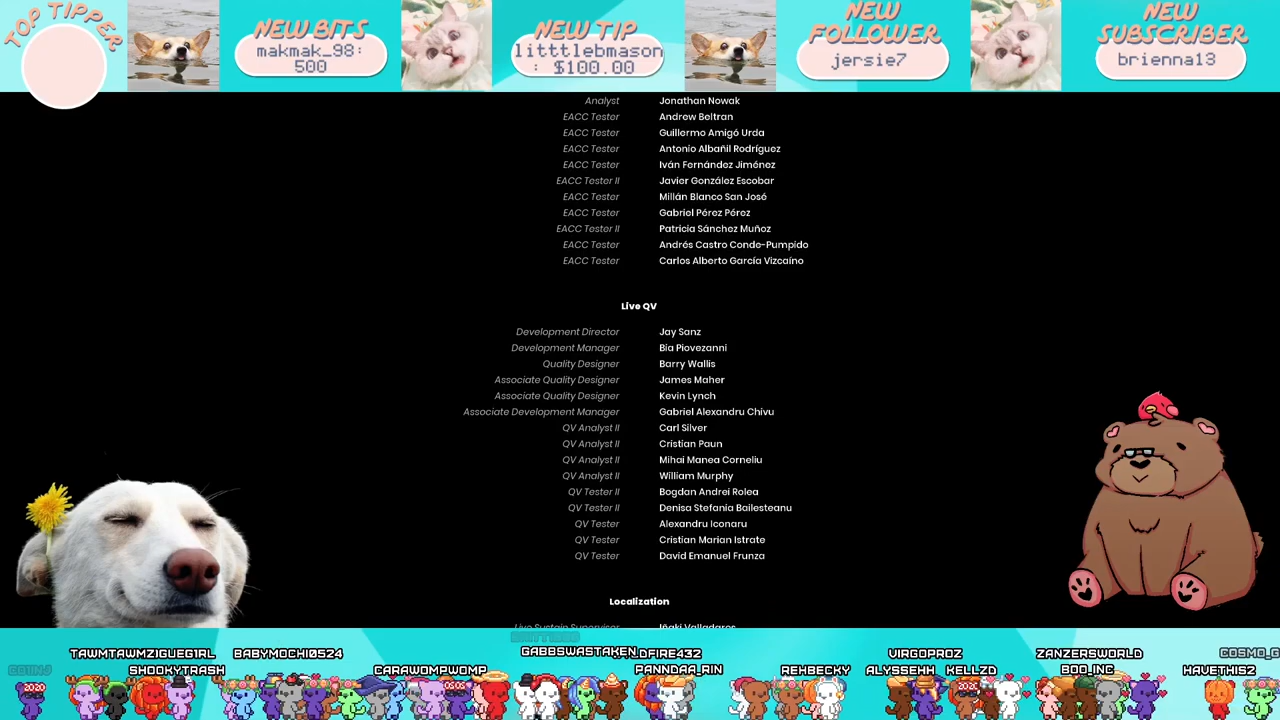 TOP TIPPER
NEW BITS
makmak_98:
500
NEW TIP
litttlebmason
: $100.00
NEW
FOLLOWER
jersie7
NEW
SUBSCRIBER
brienna13
Analyst Jonathan Nowak
EACC Tester Andrew Beltran
EACC Tester Guillermo Amigó Urda
EACC Tester Antonio Albañil Rodríguez
EACC Tester Iván Fernández Jiménez
EACC Tester II Javier González Escobar
EACC Tester Millán Blanco San José
EACC Tester Gabriel Pérez Pérez
EACC Tester II Patricia Sánchez Muñoz
EACC Tester Andrés Castro Conde-Pumpido
EACC Tester Carlos Alberto García Vizcaíno
Live QV
Development Director Jay Sanz
Development Manager Bia Piovezanni
Quality Designer Barry Wallis
Associate Quality Designer James Maher
Associate Quality Designer Kevin Lynch
Associate Development Manager Gabriel Alexandru Chivu
QV Analyst II Carl Silver
QV Analyst II Cristian Paun
QV Analyst II Mihai Manea Corneliu
QV Analyst II William Murphy
QV Tester II Bogdan Andrei Rolea
QV Tester II Denisa Stefania Bailesteanu
QV Tester Alexandru Iconaru
QV Tester Cristian Marian Istrate
QV Tester David Emanuel Frunza
Localization
Live Sustain Supervisor Iñaki Valladares
TAWMTAWMZIGUEG1RL BABYMOCHI0524 GABBSWASTAKEN VIRGOPROZ ZANZERSWORLD
SHOOKYTRASH CARAWOMPWOMP PANNDAA_RIN REHBECKY ALYSSEHH KELLZD BOO_INC HAVETHIS2
2020